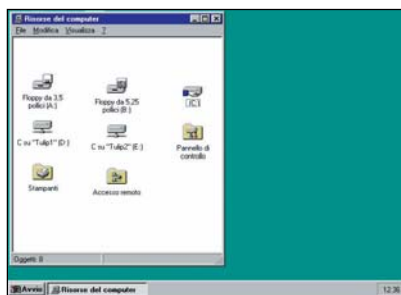 Risorse del computer
File Modifica Visualizza ?
Floppy da 3,5
pollici (A:)
Floppy da 5,25
pollici (B:)
(C:)
C su "Tulip1" (D:)
C su "Tulip2" (E:)
Pannello di
controllo
Stampanti
Accesso remoto
Oggetti: 8
Avvio
Risorse del computer
12.36